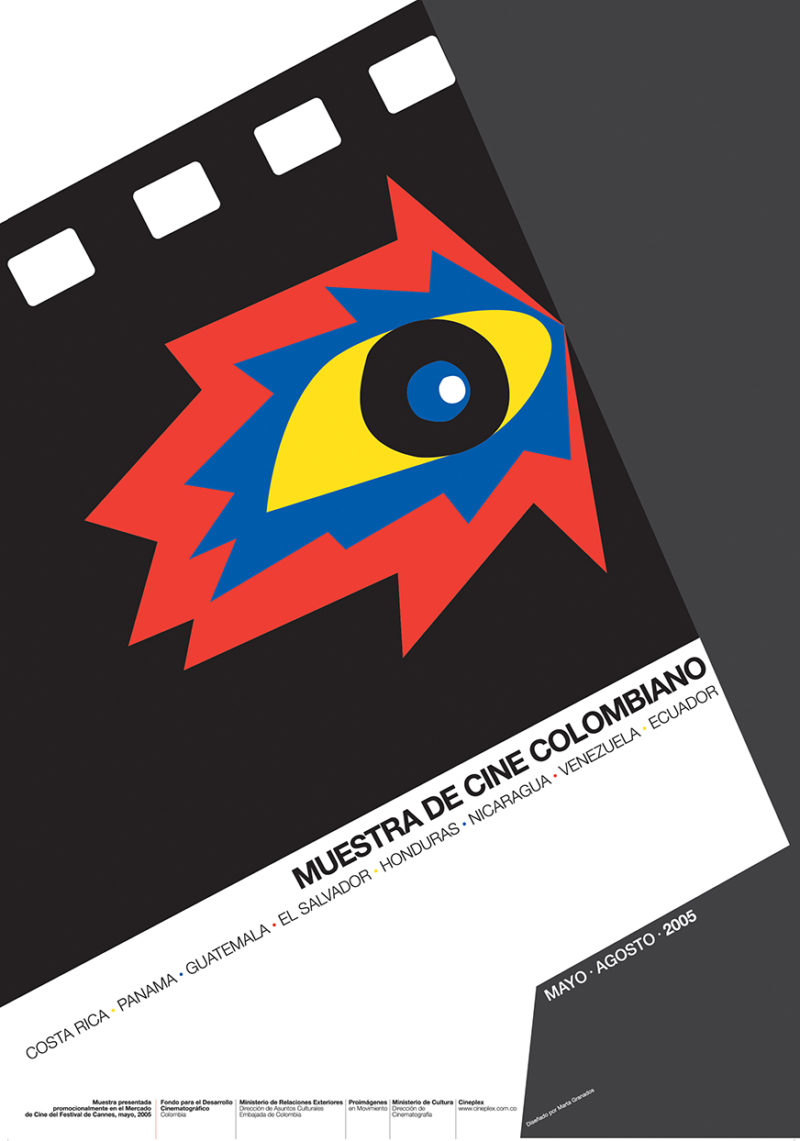 MUESTRA DE CINE COLOMBIANO
COSTA RICA • PANAMA • GUATEMALA • EL SALVADOR • HONDURAS • NICARAGUA • VENEZUELA • ECUADOR
MAYO · AGOSTO · 2005
Diseñado por Marta Granados
Muestra presentada
promocionalmente en el Mercado
de Cine del Festival de Cannes, mayo, 2005
Fondo para el Desarrollo
Cinematográfico
Colombia
Ministerio de Relaciones Exteriores
Dirección de Asuntos Culturales
Embajada de Colombia
Proimágenes
en Movimiento
Ministerio de Cultura
Dirección de
Cinematografía
Cineplex
www.cineplex.com.co